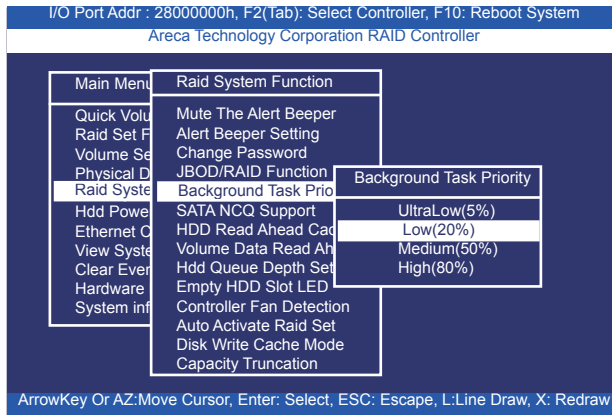 I/O Port Addr : 28000000h, F2(Tab): Select Controller, F10: Reboot System
Areca Technology Corporation RAID Controller
Main Menu
Quick Volu
Raid Set F
Volume Se
Physical D
Raid Syste
Hdd Powe
Ethernet C
View Syste
Clear Ever
Hardware
System inf
Raid System Function
Mute The Alert Beeper
Alert Beeper Setting
Change Password
JBOD/RAID Function
Background Task Prio
SATA NCQ Support
HDD Read Ahead Cac
Volume Data Read Ah
Hdd Queue Depth Set
Empty HDD Slot LED
Controller Fan Detection
Auto Activate Raid Set
Disk Write Cache Mode
Capacity Truncation
Background Task Priority
UltraLow(5%)
Low(20%)
Medium(50%)
High(80%)
ArrowKey Or AZ:Move Cursor, Enter: Select, ESC: Escape, L:Line Draw, X: Redraw